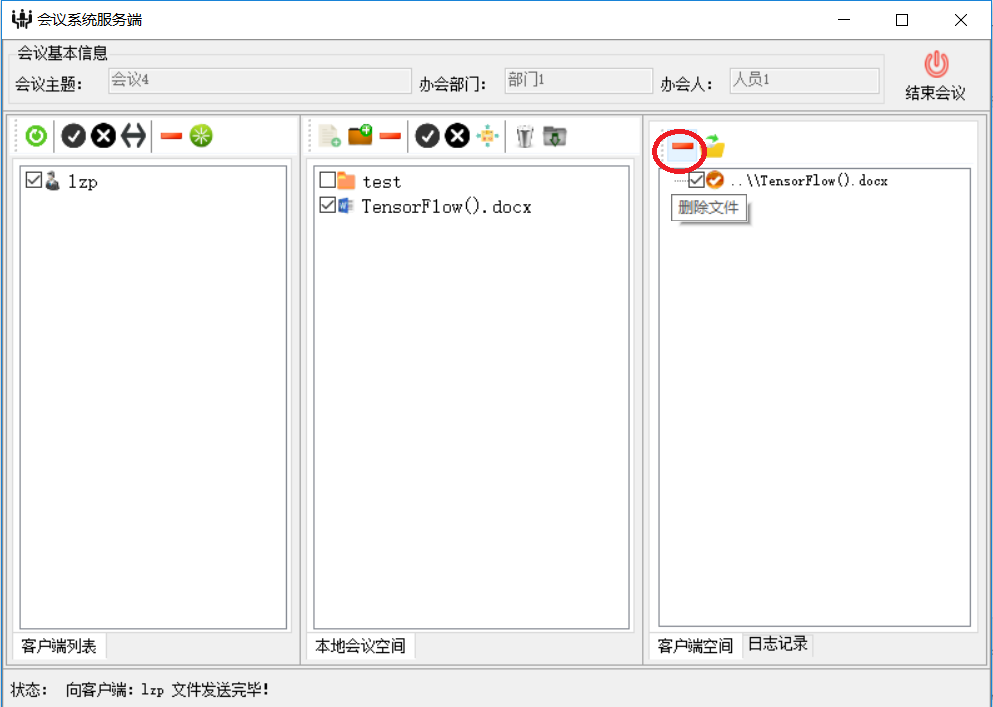 会议系统服务端
会议基本信息
会议主题： 会议4 办会部门： 部门1 办会人： 人员1
结束会议
lzp
test
TensorFlow().docx
..\\TensorFlow().docx
删除文件
客户端列表
本地会议空间
客户端空间 日志记录
状态： 向客户端：lzp 文件发送完毕！